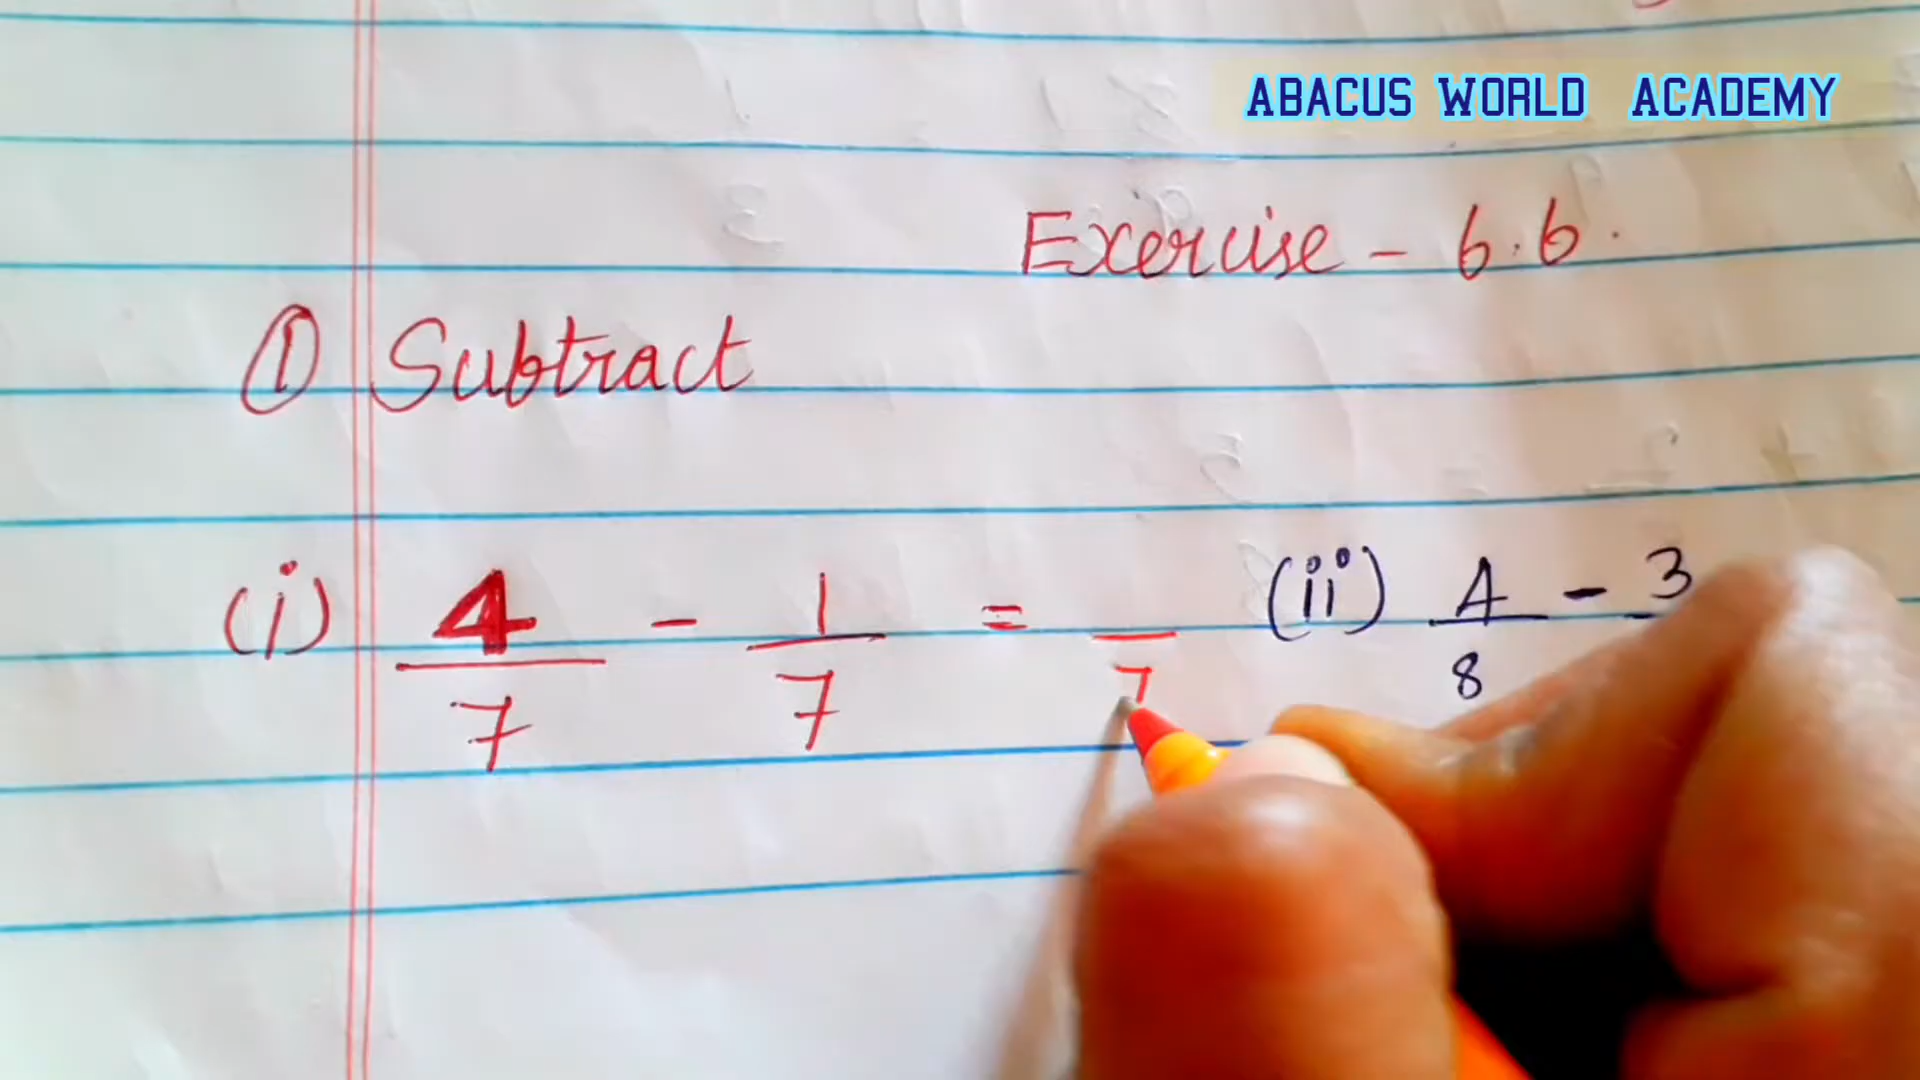 ABACUS WORLD ACADEMY
Exercise - 6.6.
① Subtract
(i) 4/7 - 1/7 = /7 (ii) 4/8 - 3